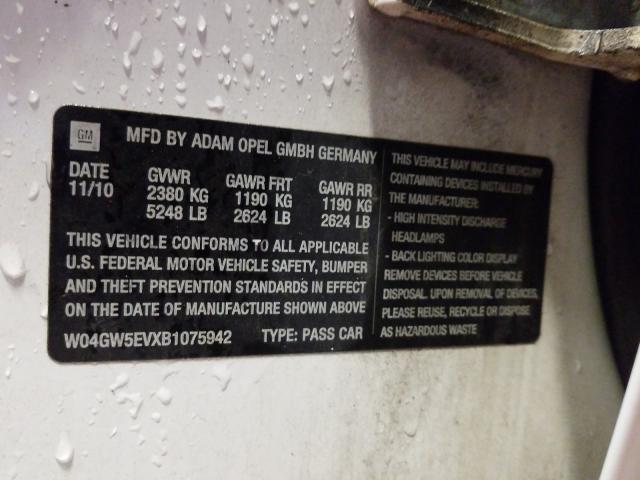 GM
MFD BY ADAM OPEL GMBH GERMANY
DATE GVWR GAWR FRT GAWR RR
11/10 2380 KG 1190 KG 1190 KG
5248 LB 2624 LB 2624 LB
THIS VEHICLE CONFORMS TO ALL APPLICABLE
U.S. FEDERAL MOTOR VEHICLE SAFETY, BUMPER
AND THEFT PREVENTION STANDARDS IN EFFECT
ON THE DATE OF MANUFACTURE SHOWN ABOVE
W04GW5EVXB1075942 TYPE: PASS CAR
THIS VEHICLE MAY INCLUDE MERCURY
CONTAINING DEVICES INSTALLED BY
THE MANUFACTURER:
- HIGH INTENSITY DISCHARGE
HEADLAMPS
- BACK LIGHTING COLOR DISPLAY
REMOVE DEVICES BEFORE VEHICLE
DISPOSAL. UPON REMOVAL OF DEVICES,
PLEASE REUSE, RECYCLE OR DISPOSE
AS HAZARDOUS WASTE